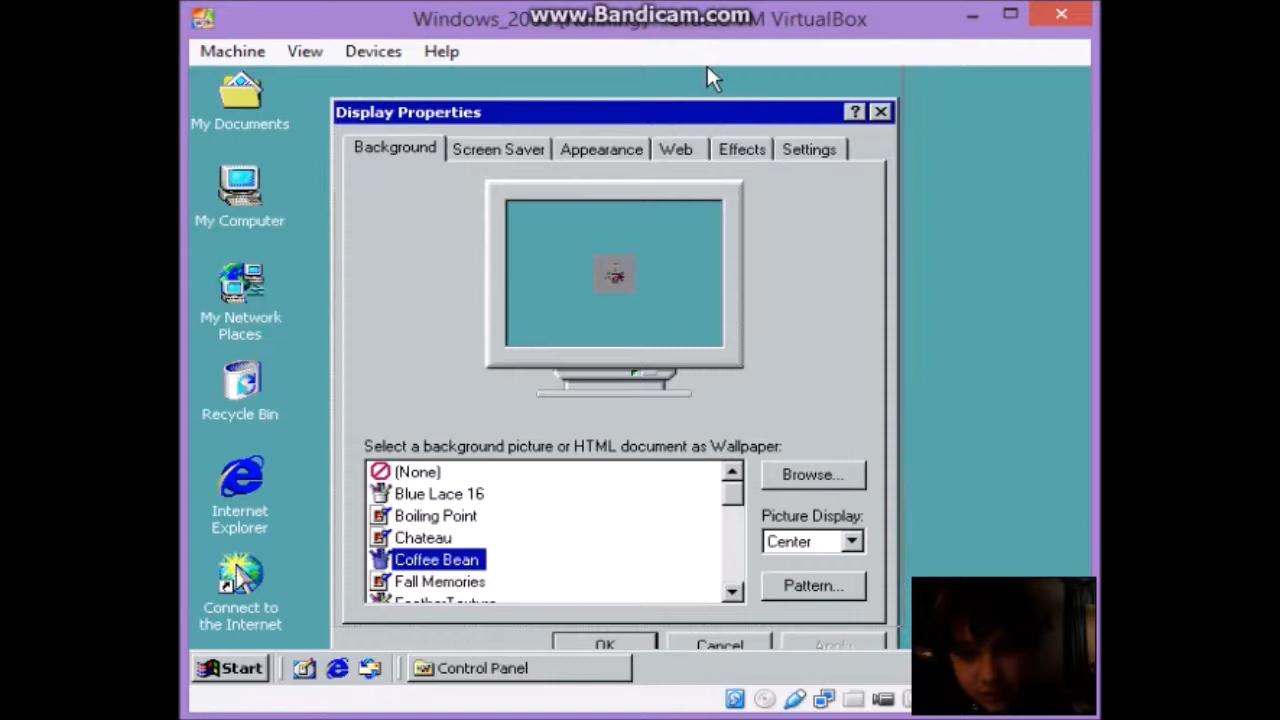 www.Bandicam.com
Windows_20
VirtualBox
Machine View Devices Help
My Documents
My Computer
My Network
Places
Recycle Bin
Internet
Explorer
Connect to
the Internet
Display Properties
Background Screen Saver Appearance Web Effects Settings
Select a background picture or HTML document as Wallpaper:
(None)
Blue Lace 16
Boiling Point
Chateau
Coffee Bean
Fall Memories
FeatherTexture
Browse...
Picture Display:
Center
Pattern...
OK Cancel Apply
Start Control Panel